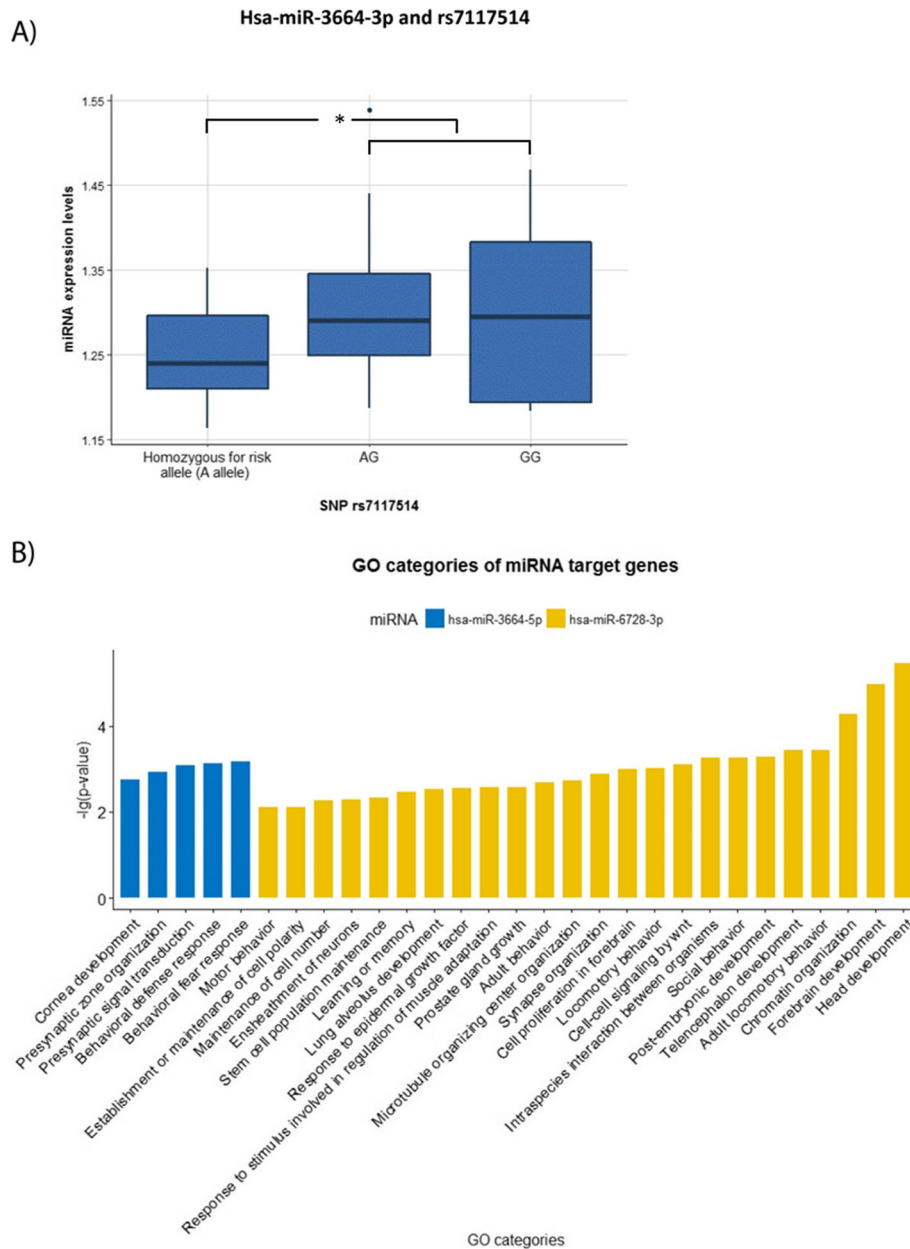 Hsa-miR-3664-3p and rs7117514
A)
1.55
*
1.45
1.35
1.25
1.15
miRNA expression levels
Homozygous for risk
allele (A allele)
AG
GG
SNP rs7117514
B)
GO categories of miRNA target genes
miRNA
hsa-miR-3664-5p
hsa-miR-6728-3p
-lg(p-value)
4
2
0
Cornea development
Presynaptic zone organization
Presynaptic signal transduction
Behavioral defense response
Behavioral fear response
Motor behavior
Establishment or maintenance of cell polarity
Maintenance of cell number
Ensheatment of neurons
Stem cell population maintenance
Learning or memory
Lung alveolus development
Response to epidermal growth factor
Response to stimulus involved in regulation of muscle adaptation
Prostate gland growth
Adult behavior
Microtubule organizing center organization
Synapse organization
Cell proliferation in forebrain
Locomotory behavior
Cell-cell signaling by wnt
Intraspecies interaction between organisms
Social behavior
Post-embryonic development
Telencephalon development
Adult locomotory behavior
Chromatin organization
Forebrain development
Head development
GO categories